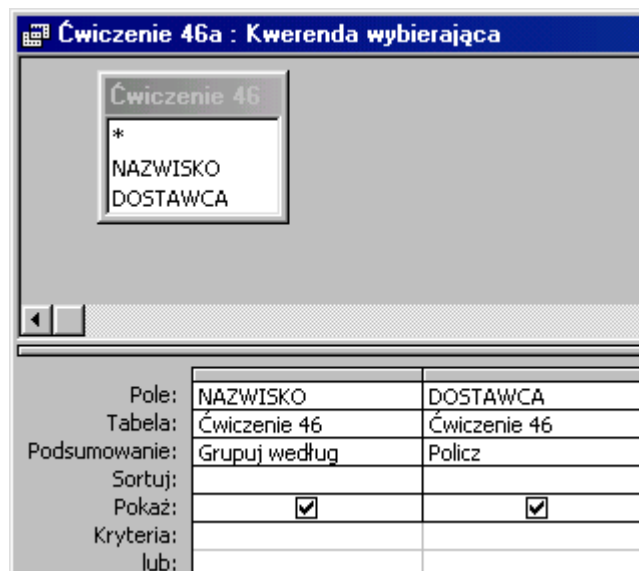 Ćwiczenie 46a : Kwerenda wybierająca
Ćwiczenie 46
*
NAZWISKO
DOSTAWCA
Pole: NAZWISKO DOSTAWCA
Tabela: Ćwiczenie 46 Ćwiczenie 46
Podsumowanie: Grupuj według Policz
Sortuj:
Pokaż:
Kryteria:
lub: